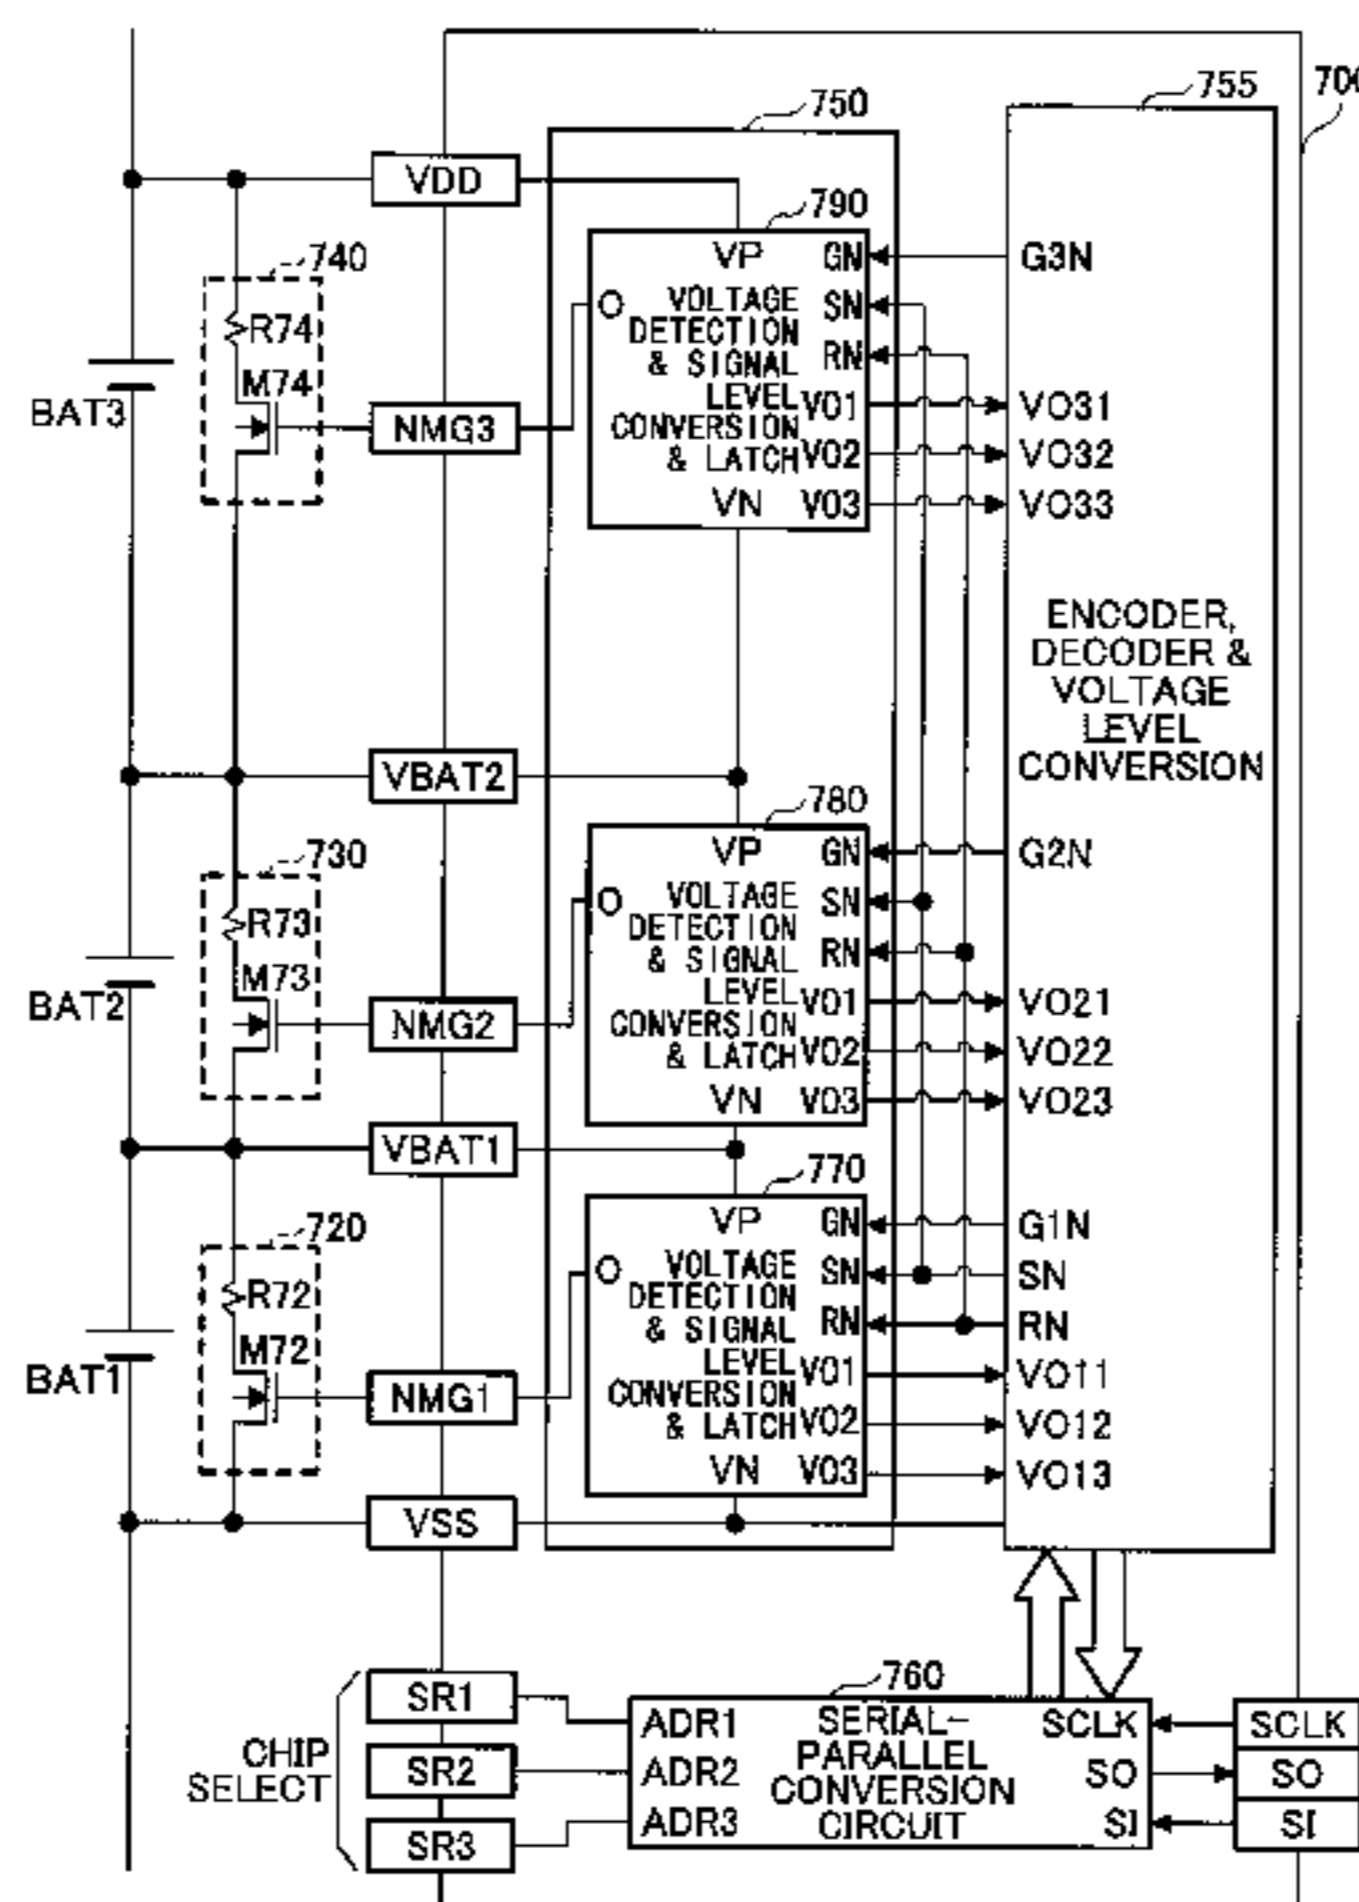 755
700
750
VDD
790
VP
GN
G3N
740
O
VOLTAGE
DETECTION
& SIGNAL
LEVEL
CONVERSION
& LATCH
SN
RN
R74
M74
BAT3
NMG3
VO1
VO31
VO2
VO32
VN
VO3
VO33
ENCODER,
DECODER &
VOLTAGE
LEVEL
CONVERSION
VBAT2
780
VP
GN
G2N
730
O
VOLTAGE
DETECTION
& SIGNAL
LEVEL
CONVERSION
& LATCH
SN
RN
R73
M73
BAT2
NMG2
VO1
VO21
VO2
VO22
VN
VO3
VO23
VBAT1
770
VP
GN
G1N
720
O
VOLTAGE
DETECTION
& SIGNAL
LEVEL
CONVERSION
& LATCH
SN
SN
RN
RN
R72
M72
BAT1
NMG1
VO1
VO11
VO2
VO12
VN
VO3
VO13
VSS
760
CHIP
SELECT
SR1
SR2
SR3
ADR1
ADR2
ADR3
SERIAL-
PARALLEL
CONVERSION
CIRCUIT
SCLK
SO
SI
SCLK
SO
SI